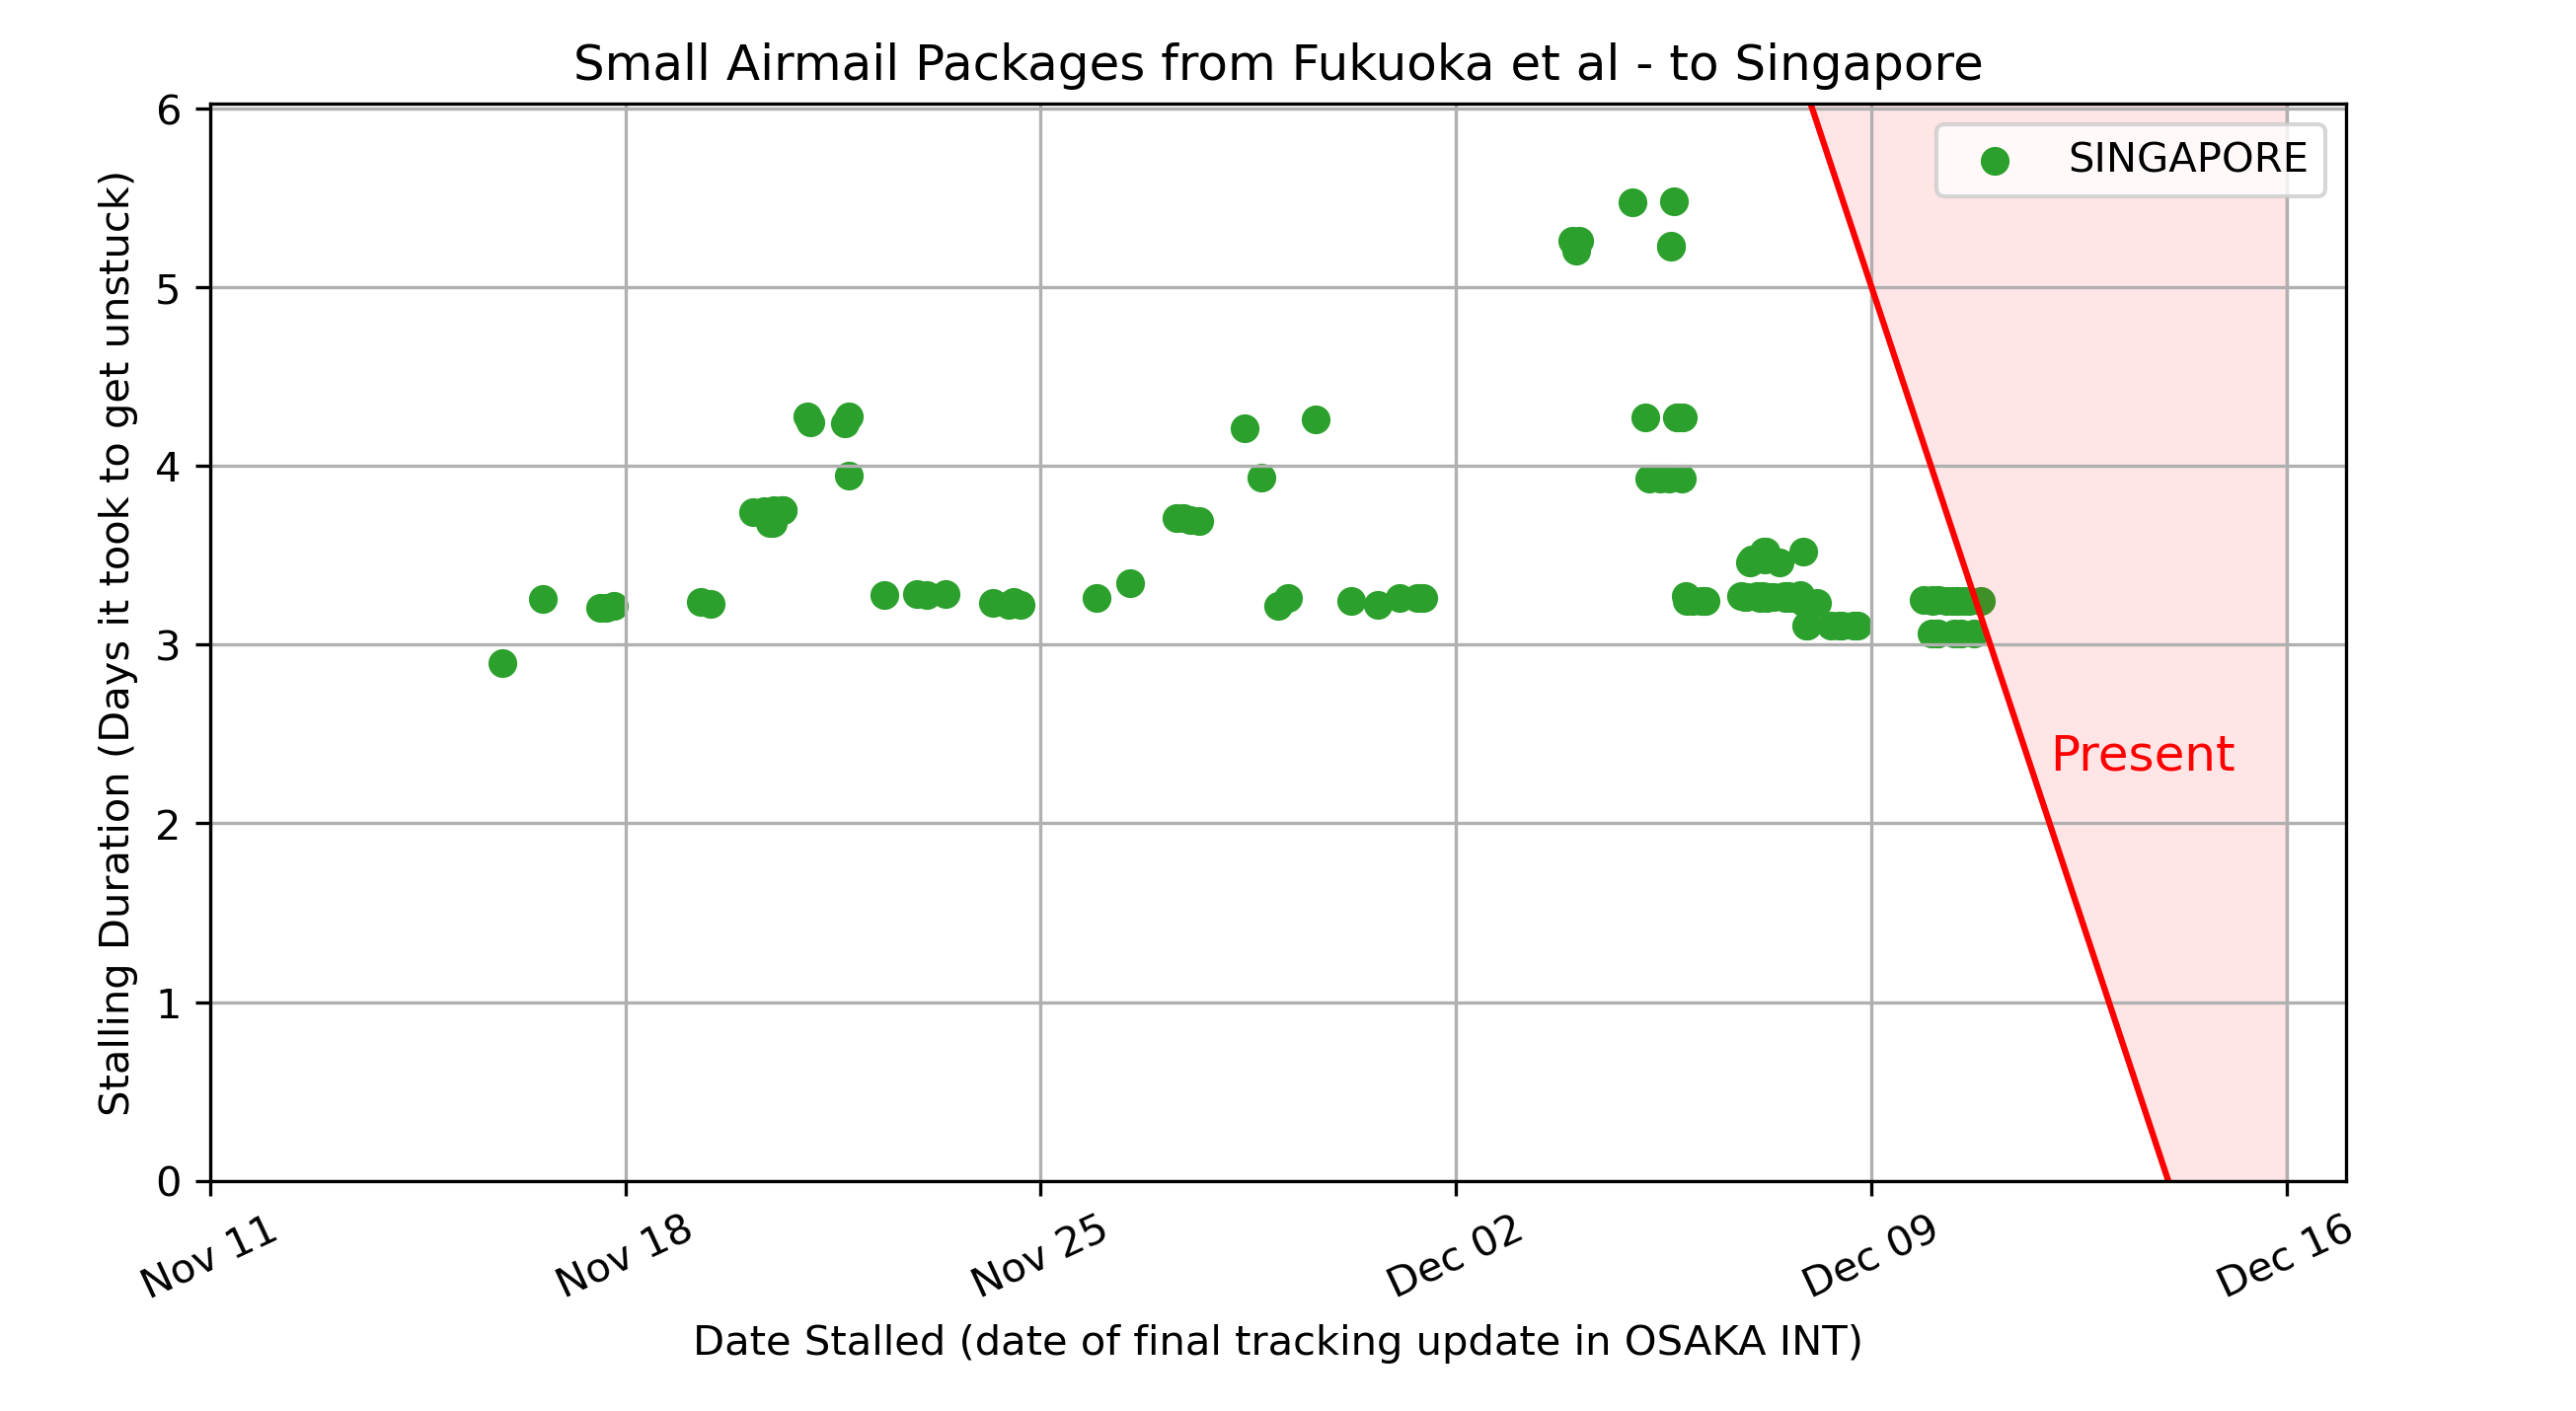 Small Airmail Packages from Fukuoka et al - to Singapore
6
SINGAPORE
5
4
3
2
1
0
Stalling Duration (Days it took to get unstuck)
Present
Nov 11
Nov 18
Nov 25
Dec 02
Dec 09
Dec 16
Date Stalled (date of final tracking update in OSAKA INT)